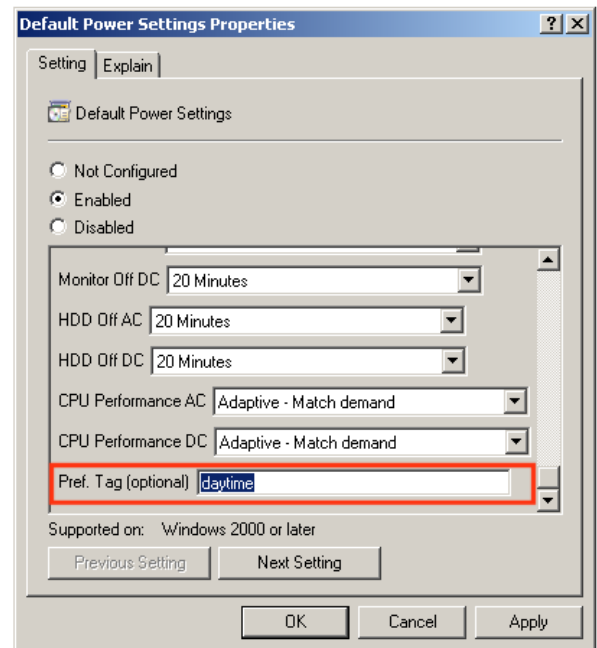 Default Power Settings Properties
Setting
Explain
Default Power Settings
Not Configured
Enabled
Disabled
Monitor Off DC 20 Minutes
HDD Off AC 20 Minutes
HDD Off DC 20 Minutes
CPU Performance AC Adaptive - Match demand
CPU Performance DC Adaptive - Match demand
Pref. Tag (optional) daytime
Supported on: Windows 2000 or later
Previous Setting Next Setting
OK Cancel Apply